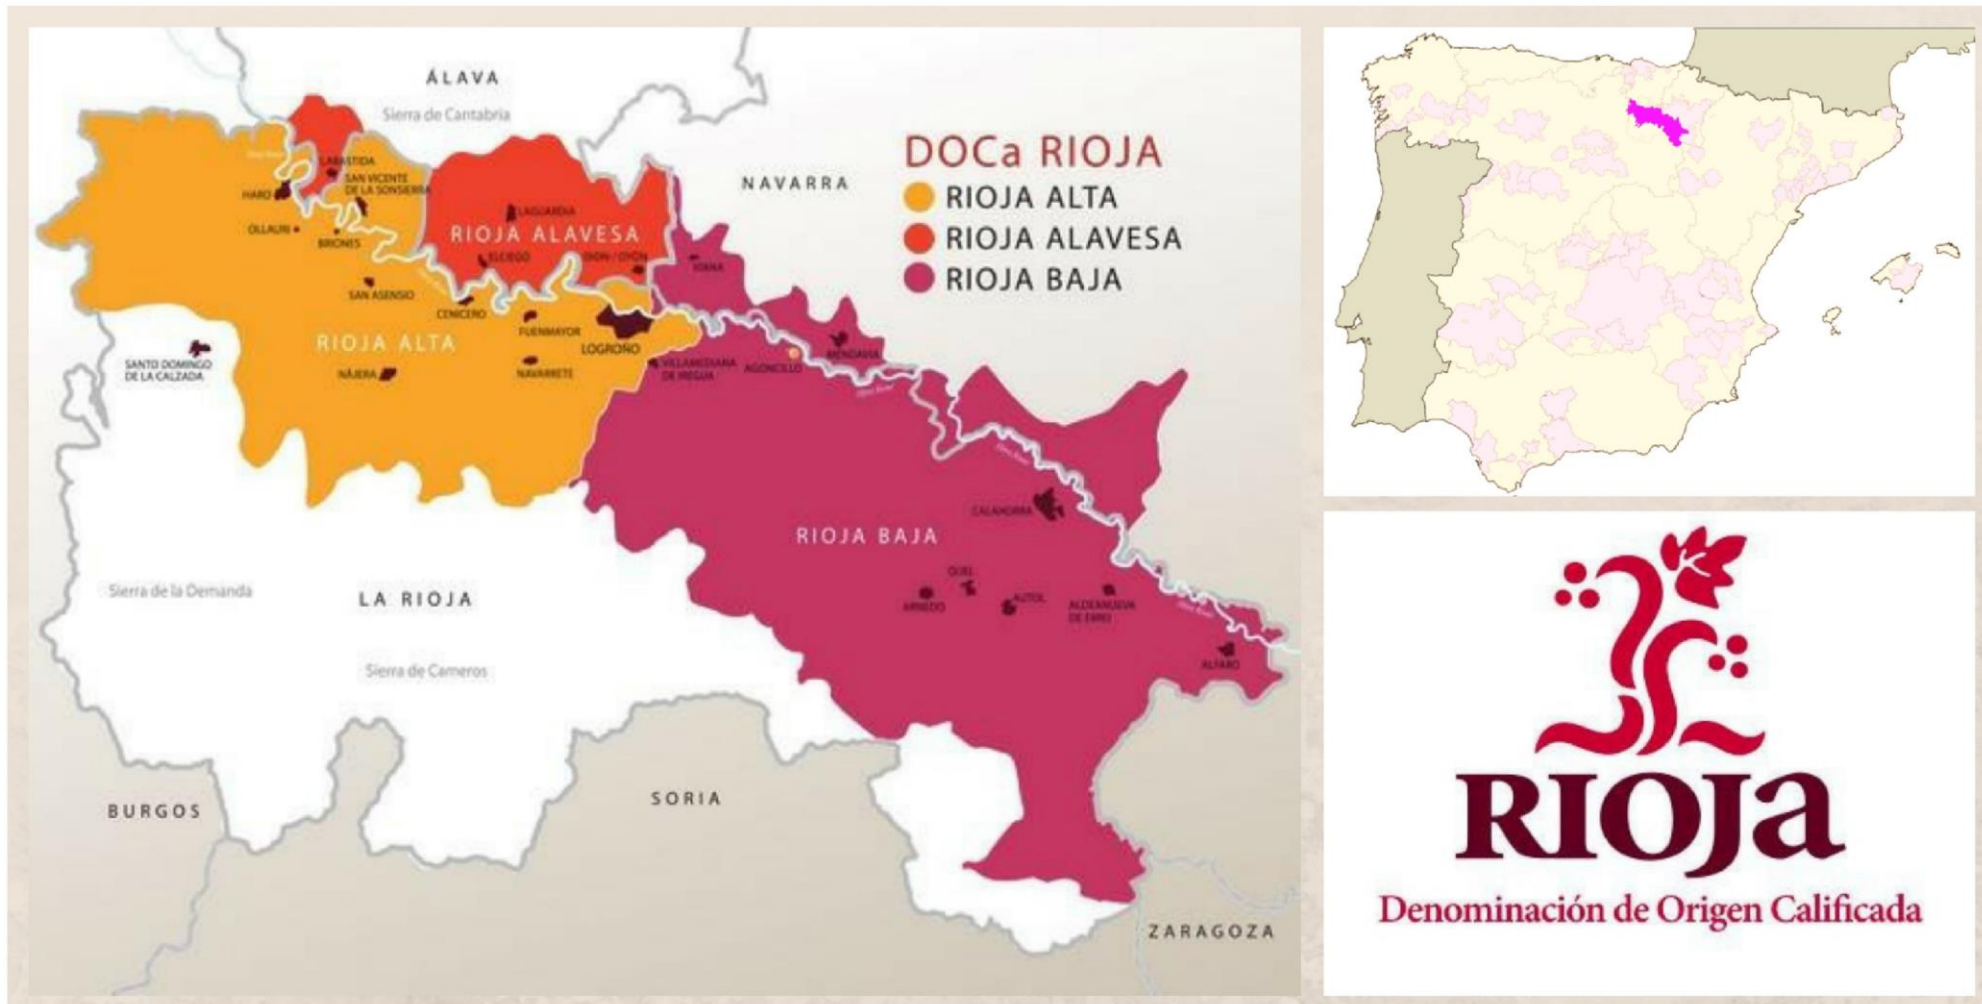 ÁLAVA
Sierra de Cantabria
NAVARRA
DOCa RIOJA
RIOJA ALTA
RIOJA ALAVESA
RIOJA BAJA
LABASTIDA
SAN VICENTE
DE LA SONSIERRA
HARO
OLLAURI
BRIONES
LAGUARDIA
RIOJA ALAVESA
ELCIEGO
OION / OYÓN
VIANA
SAN ASENSIO
CENICERO
FUENMAYOR
LOGROÑO
RIOJA ALTA
SANTO DOMINGO
DE LA CALZADA
NÁJERA
NAVARRETE
VILLAMEDIANA
DE IREGUA
AGONCILLO
MENDAVIA
CALAHORRA
RIOJA BAJA
QUEL
ARNEDO
AUTOL
ALDEANUEVA
DE EBRO
ALFARO
Sierra de la Demanda
LA RIOJA
Sierra de Cameros
BURGOS
SORIA
ZARAGOZA
RIOJa
Denominación de Origen Calificada